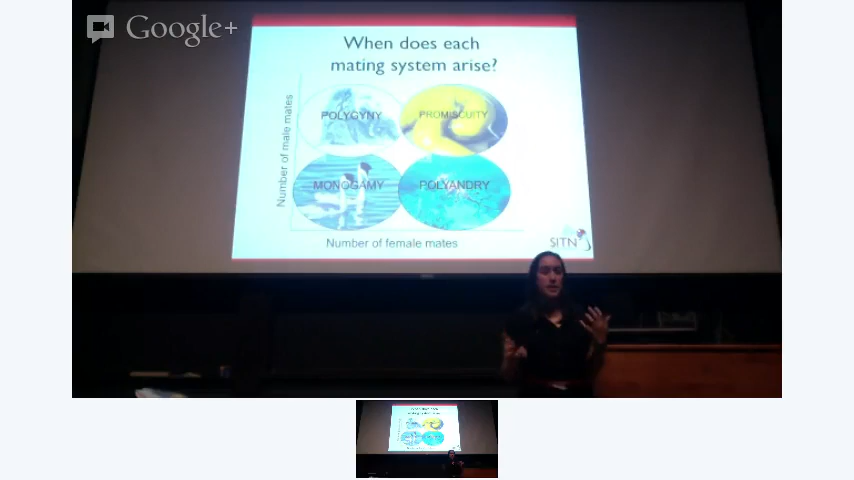 Google+
When does each
mating system arise?
Number of male mates
POLYGYNY
PROMISCUITY
MONOGAMY
POLYANDRY
Number of female mates
SITN